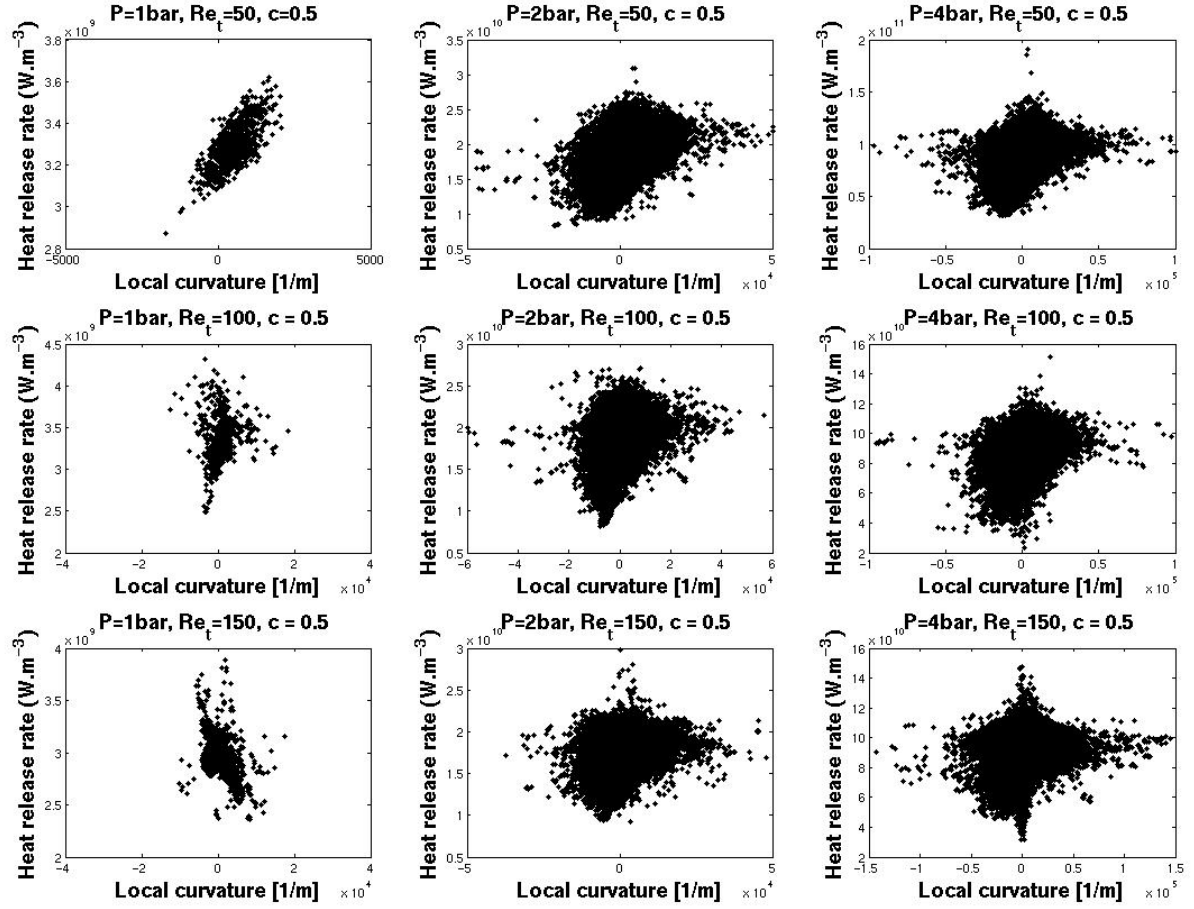 P=1bar, Re_t=50, c=0.5
× 10^9
Heat release rate (W.m^−3)
3.8
3.6
3.4
3.2
3
2.8
−5000 0 5000
Local curvature [1/m]
P=2bar, Re_t=50, c = 0.5
× 10^10
Heat release rate (W.m^−3)
3.5
3
2.5
2
1.5
1
0.5
−5 0 5
Local curvature [1/m] × 10^4
P=4bar, Re_t=50, c = 0.5
× 10^11
Heat release rate (W.m^−3)
2
1.5
1
0.5
0
−1 −0.5 0 0.5 1
Local curvature [1/m] × 10^5
P=1bar, Re_t=100, c = 0.5
× 10^9
Heat release rate (W.m^−3)
4.5
4
3.5
3
2.5
2
−4 −2 0 2 4
Local curvature [1/m] × 10^4
P=2bar, Re_t=100, c = 0.5
× 10^10
Heat release rate (W.m^−3)
3
2.5
2
1.5
1
0.5
−6 −4 −2 0 2 4 6
Local curvature [1/m] × 10^4
P=4bar, Re_t=100, c = 0.5
× 10^10
Heat release rate (W.m^−3)
16
14
12
10
8
6
4
2
−1 −0.5 0 0.5 1
Local curvature [1/m] × 10^5
P=1bar, Re_t=150, c = 0.5
× 10^9
Heat release rate (W.m^−3)
4
3.5
3
2.5
2
−4 −2 0 2 4
Local curvature [1/m] × 10^4
P=2bar, Re_t=150, c = 0.5
× 10^10
Heat release rate (W.m^−3)
3
2.5
2
1.5
1
0.5
−5 0 5
Local curvature [1/m] × 10^4
P=4bar, Re_t=150, c = 0.5
× 10^10
Heat release rate (W.m^−3)
16
14
12
10
8
6
4
2
−1.5 −1 −0.5 0 0.5 1 1.5
Local curvature [1/m] × 10^5